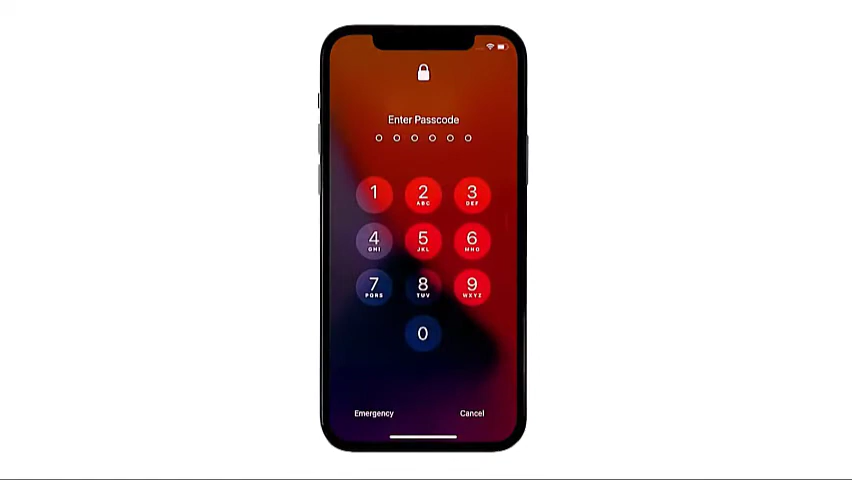 Enter Passcode
1 2 3
ABC DEF
4 5 6
GHI JKL MNO
7 8 9
PQRS TUV WXYZ
0
Emergency Cancel